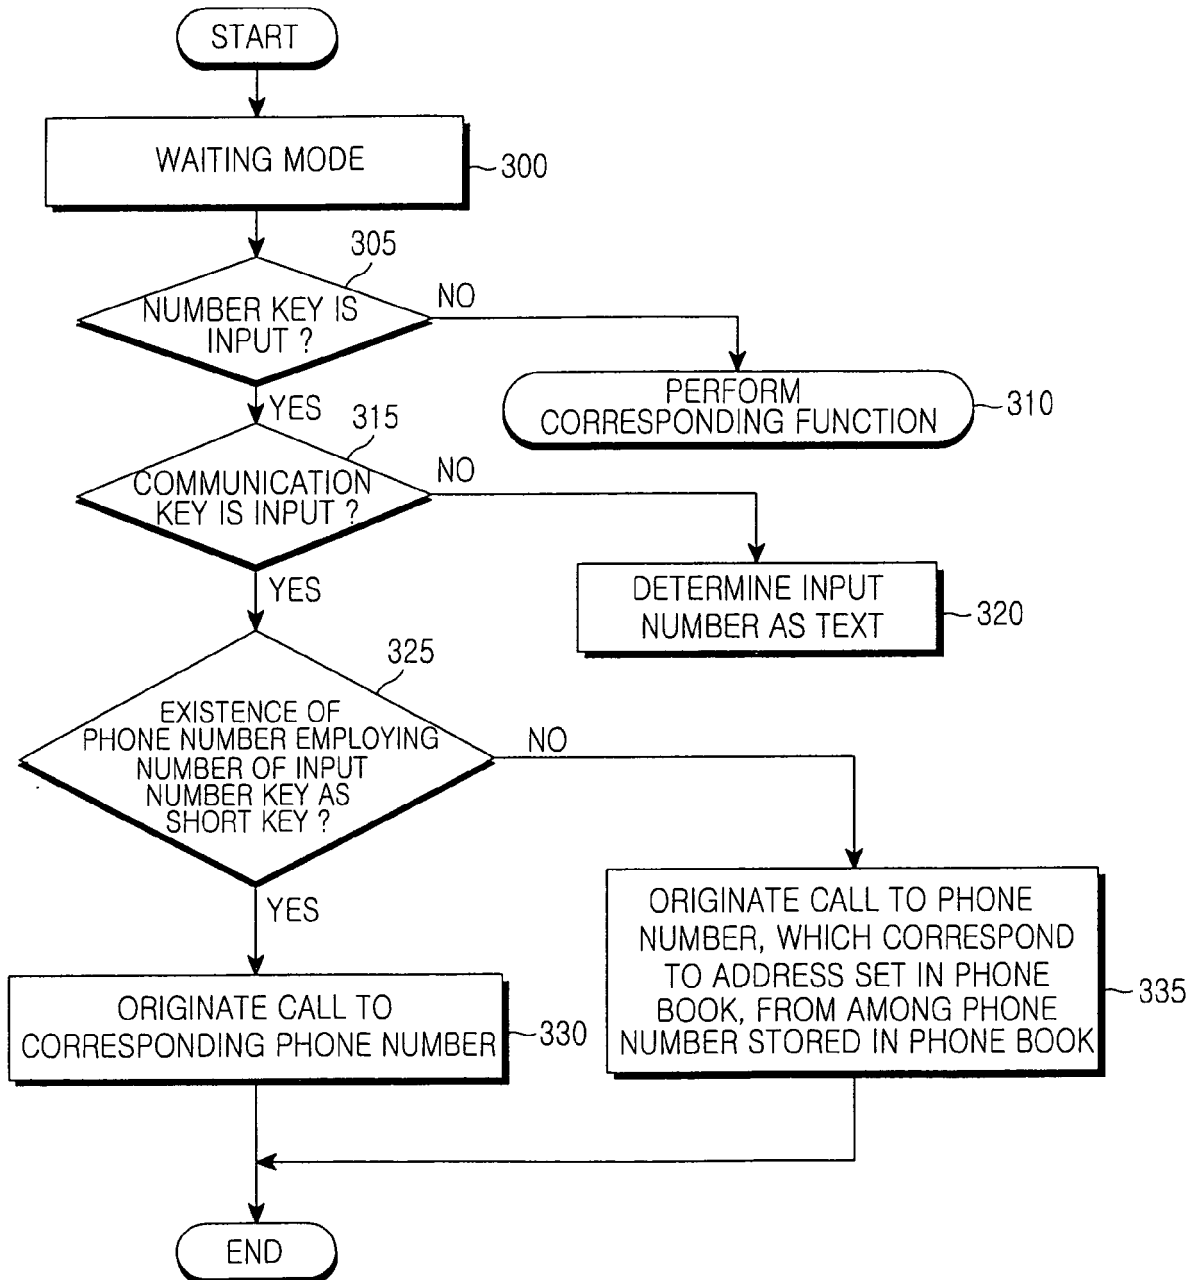 START
WAITING MODE
300
305
NUMBER KEY IS
INPUT ?
NO
YES
PERFORM
CORRESPONDING FUNCTION
310
315
COMMUNICATION
KEY IS INPUT ?
NO
YES
DETERMINE INPUT
NUMBER AS TEXT
320
325
EXISTENCE OF
PHONE NUMBER EMPLOYING
NUMBER OF INPUT
NUMBER KEY AS
SHORT KEY ?
NO
YES
ORIGINATE CALL TO
CORRESPONDING PHONE NUMBER
330
ORIGINATE CALL TO PHONE
NUMBER, WHICH CORRESPOND
TO ADDRESS SET IN PHONE
BOOK, FROM AMONG PHONE
NUMBER STORED IN PHONE BOOK
335
END